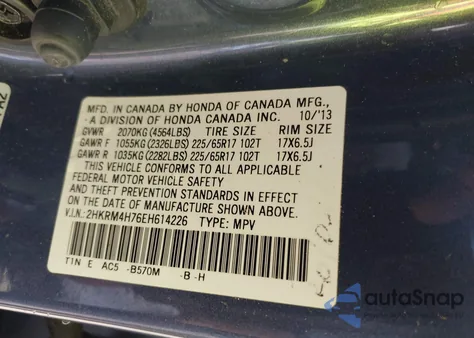 MFD. IN CANADA BY HONDA OF CANADA MFG.,
- A DIVISION OF HONDA CANADA INC. 10/'13
GVWR 2070KG(4564LBS) TIRE SIZE RIM SIZE
GAWR F 1055KG(2326LBS) 225/65R17 102T 17X6.5J
GAWR R 1035KG(2282LBS) 225/65R17 102T 17X6.5J
THIS VEHICLE CONFORMS TO ALL APPLICABLE
FEDERAL MOTOR VEHICLE SAFETY
AND THEFT PREVENTION STANDARDS IN EFFECT
ON THE DATE OF MANUFACTURE SHOWN ABOVE.
V.I.N.:2HKRM4H76EH614226 TYPE: MPV
TIN E AC5 -B570M -B-H
autoSnap